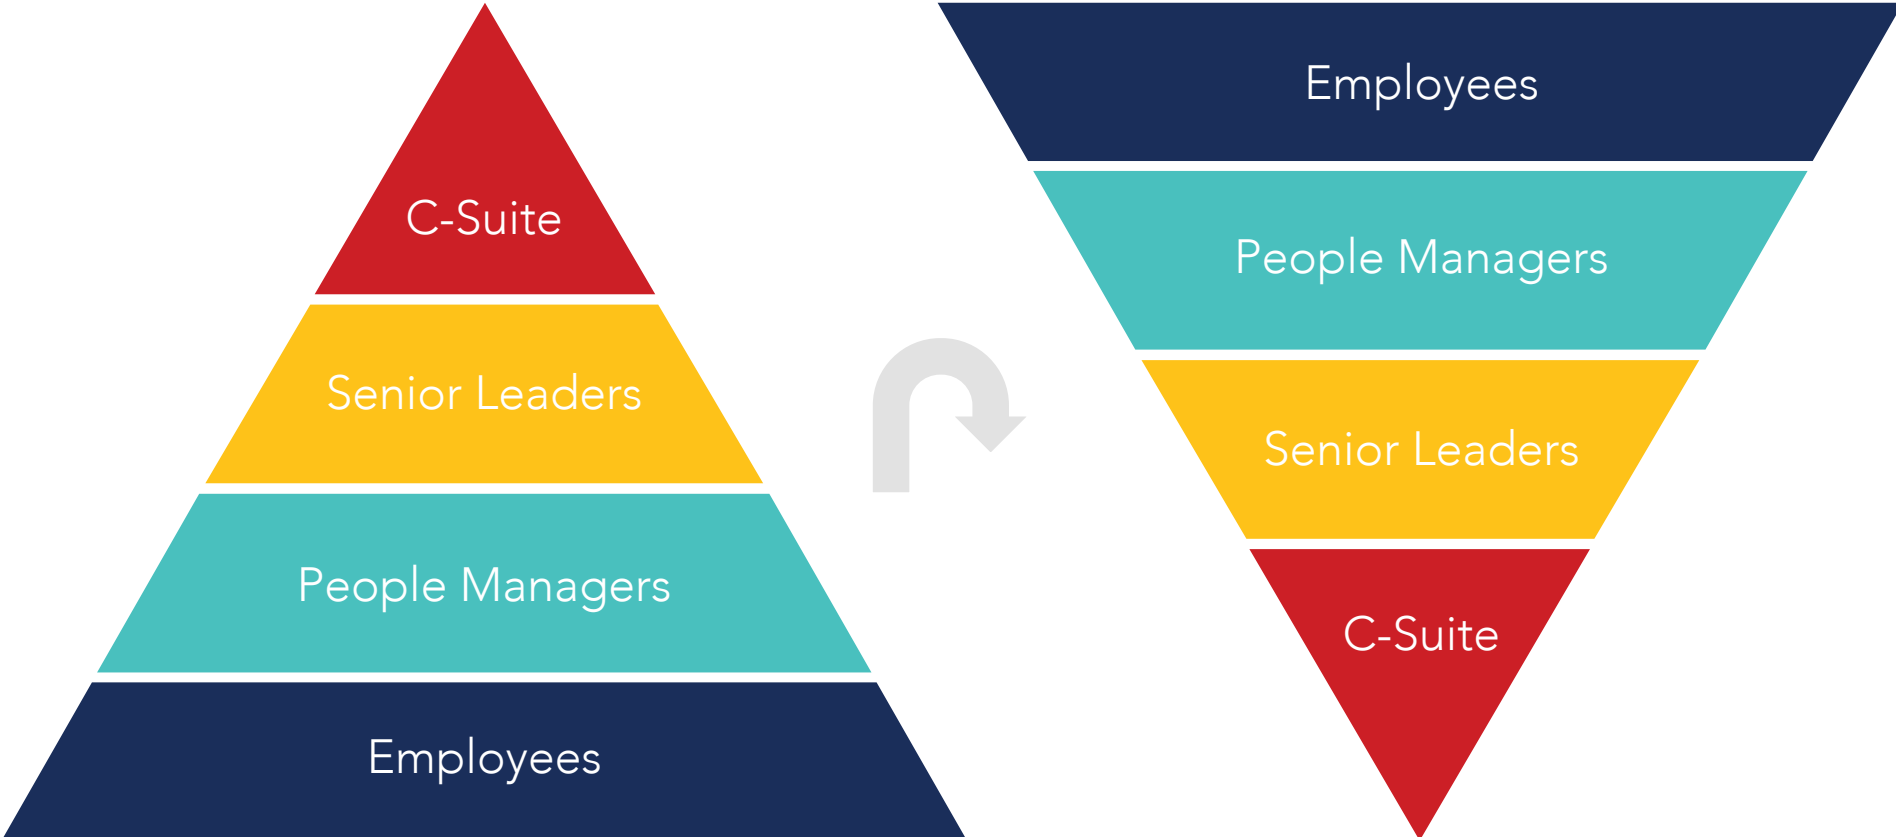 C-Suite
Senior Leaders
People Managers
Employees
Employees
People Managers
Senior Leaders
C-Suite